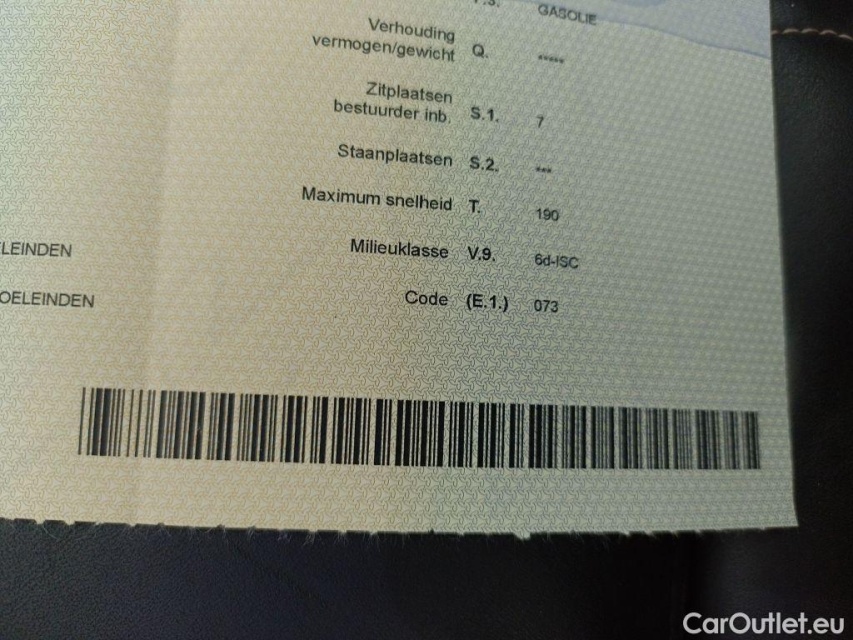 GASOLIE
Verhouding
vermogen/gewicht Q. *****
Zitplaatsen
bestuurder inb. S.1. 7
Staanplaatsen S.2. ***
Maximum snelheid T. 190
LEINDEN
Milieuklasse V.9. 6d-ISC
OELEINDEN
Code (E.1.) 073
CarOutlet.eu